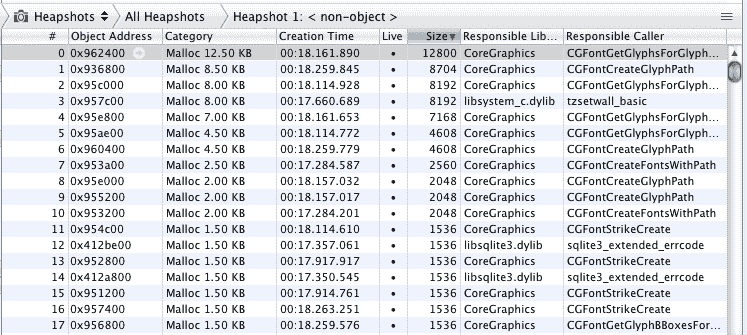 Heapshots All Heapshots Heapshot 1: < non-object >
# Object Address Category Creation Time Live Size Responsible Lib... Responsible Caller
0 0x962400 Malloc 12.50 KB 00:18.161.890 • 12800 CoreGraphics CGFontGetGlyphsForGlyph...
1 0x936800 Malloc 8.50 KB 00:18.259.845 • 8704 CoreGraphics CGFontCreateGlyphPath
2 0x95c000 Malloc 8.00 KB 00:18.114.928 • 8192 CoreGraphics CGFontGetGlyphsForGlyph...
3 0x957c00 Malloc 8.00 KB 00:17.660.689 • 8192 libsystem_c.dylib tzsetwall_basic
4 0x95e800 Malloc 7.00 KB 00:18.161.653 • 7168 CoreGraphics CGFontGetGlyphsForGlyph...
5 0x95ae00 Malloc 4.50 KB 00:18.114.772 • 4608 CoreGraphics CGFontGetGlyphsForGlyph...
6 0x960400 Malloc 4.50 KB 00:18.259.779 • 4608 CoreGraphics CGFontCreateGlyphPath
7 0x953a00 Malloc 2.50 KB 00:17.284.587 • 2560 CoreGraphics CGFontCreateFontsWithPath
8 0x95e000 Malloc 2.00 KB 00:18.157.032 • 2048 CoreGraphics CGFontCreateGlyphPath
9 0x955200 Malloc 2.00 KB 00:18.157.017 • 2048 CoreGraphics CGFontCreateGlyphPath
10 0x953200 Malloc 2.00 KB 00:17.284.201 • 2048 CoreGraphics CGFontCreateFontsWithPath
11 0x954c00 Malloc 1.50 KB 00:18.114.610 • 1536 CoreGraphics CGFontStrikeCreate
12 0x412be00 Malloc 1.50 KB 00:17.357.061 • 1536 libsqlite3.dylib sqlite3_extended_errcode
13 0x952800 Malloc 1.50 KB 00:17.917.917 • 1536 CoreGraphics CGFontStrikeCreate
14 0x412a800 Malloc 1.50 KB 00:17.350.545 • 1536 libsqlite3.dylib sqlite3_extended_errcode
15 0x951200 Malloc 1.50 KB 00:17.914.761 • 1536 CoreGraphics CGFontStrikeCreate
16 0x957400 Malloc 1.50 KB 00:18.263.251 • 1536 CoreGraphics CGFontStrikeCreate
17 0x956800 Malloc 1.50 KB 00:18.259.576 • 1536 CoreGraphics CGFontGetGlyphBBoxesFor...